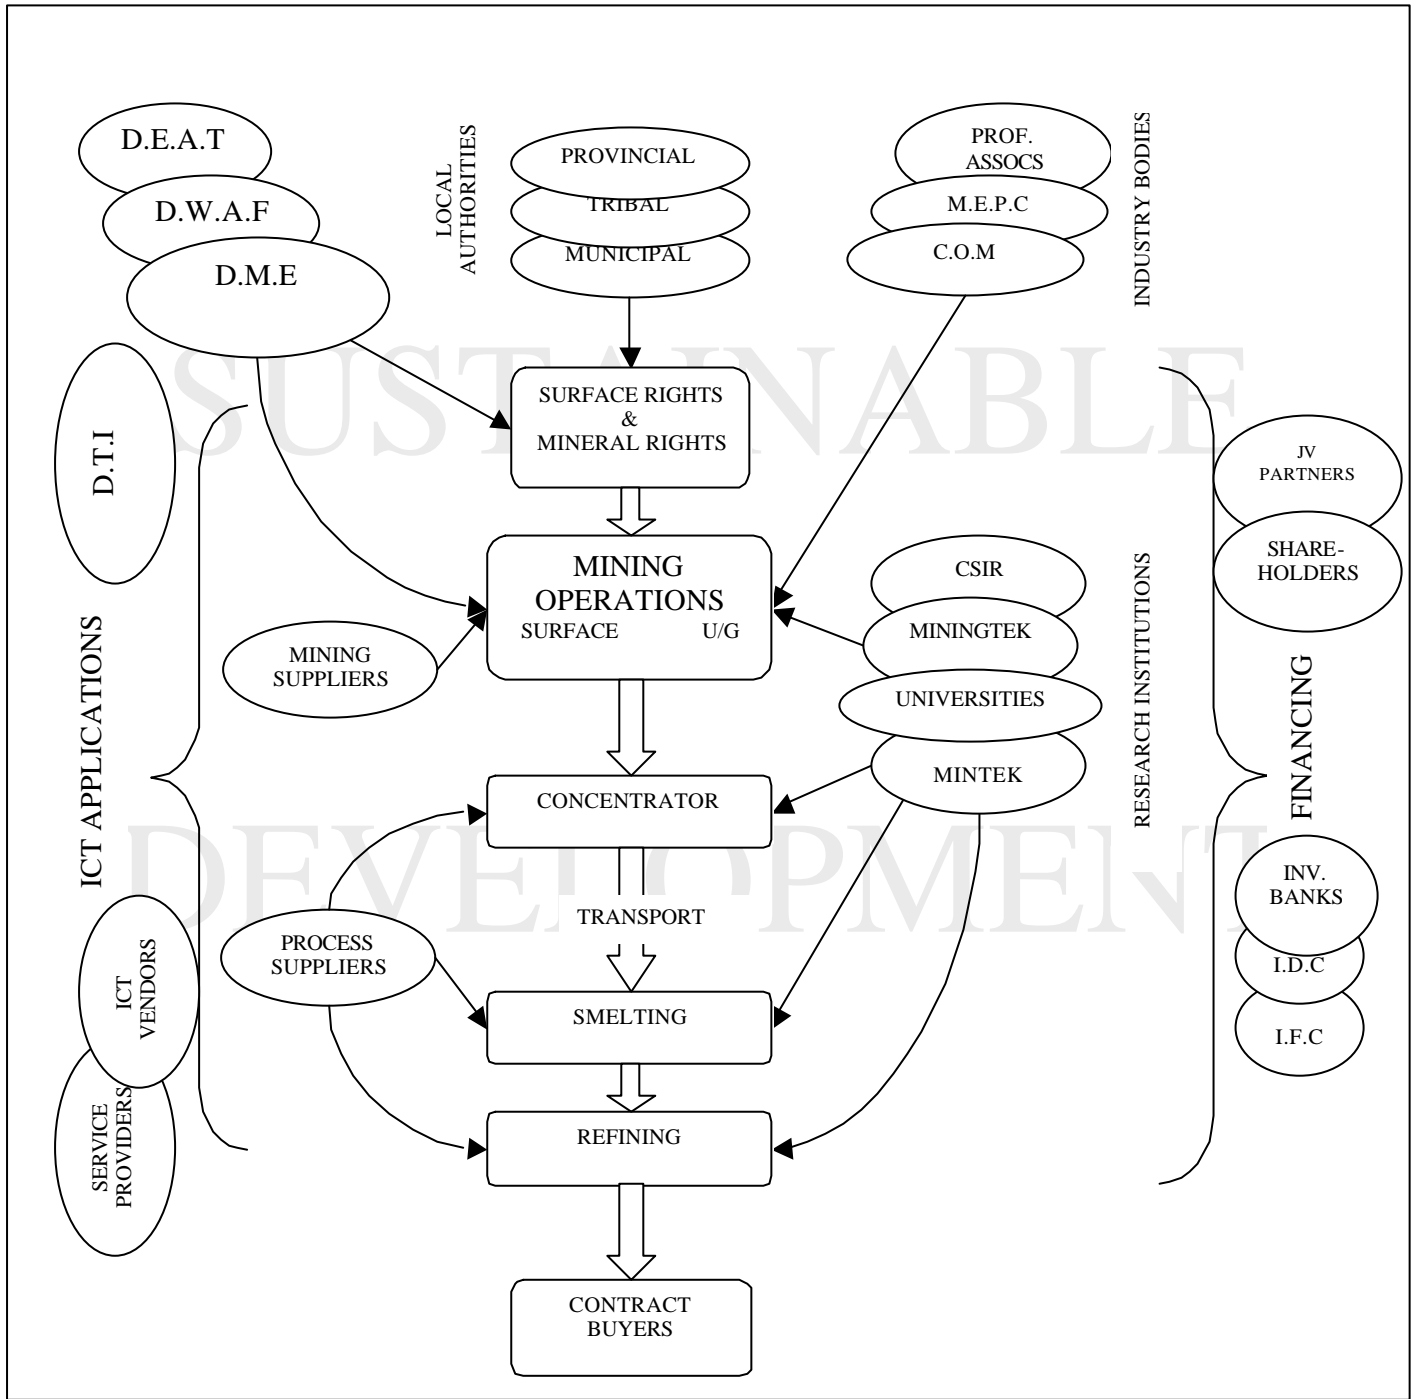 D.E.A.T
D.W.A.F
D.M.E
LOCAL
AUTHORITIES
PROVINCIAL
TRIBAL
MUNICIPAL
PROF.
ASSOCS
M.E.P.C
C.O.M
INDUSTRY BODIES
SUSTAINABLE
D.T.I
SURFACE RIGHTS
&
MINERAL RIGHTS
JV
PARTNERS
SHARE-
HOLDERS
MINING
OPERATIONS
SURFACE U/G
MINING
SUPPLIERS
CSIR
MININGTEK
UNIVERSITIES
MINTEK
RESEARCH INSTITUTIONS
ICT APPLICATIONS
FINANCING
CONCENTRATOR
DEVELOPMENT
TRANSPORT
PROCESS
SUPPLIERS
INV.
BANKS
I.D.C
I.F.C
ICT
VENDORS
SERVICE
PROVIDERS
SMELTING
REFINING
CONTRACT
BUYERS